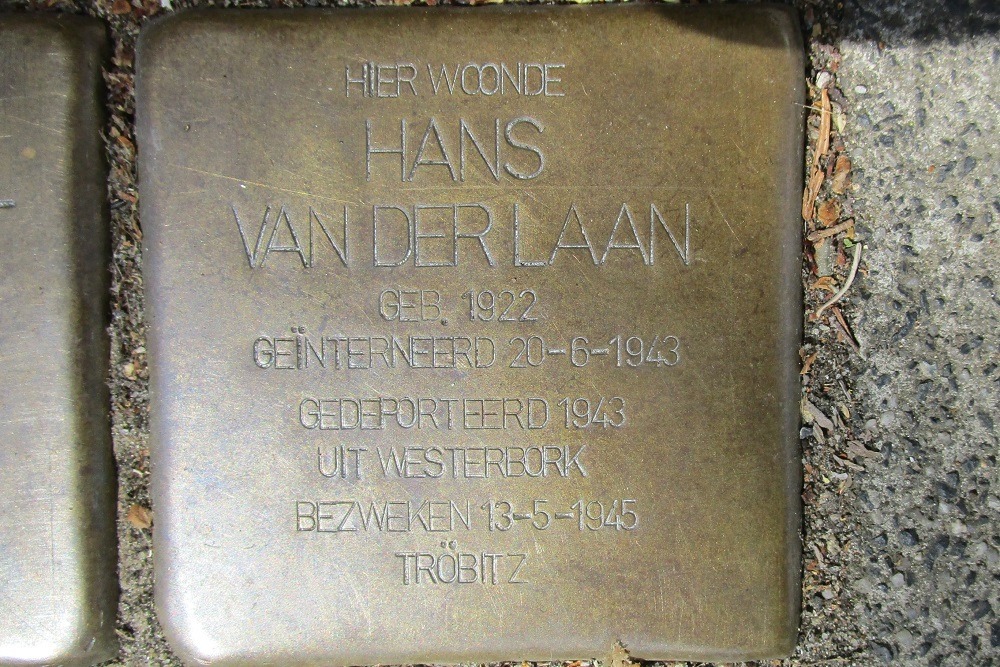 HIER WOONDE
HANS
VAN DER LAAN
GEB. 1922
GEÏNTERNEERD 20-6-1943
GEDEPORTEERD 1943
UIT WESTERBORK
BEZWEKEN 13-5-1945
TRÖBITZ